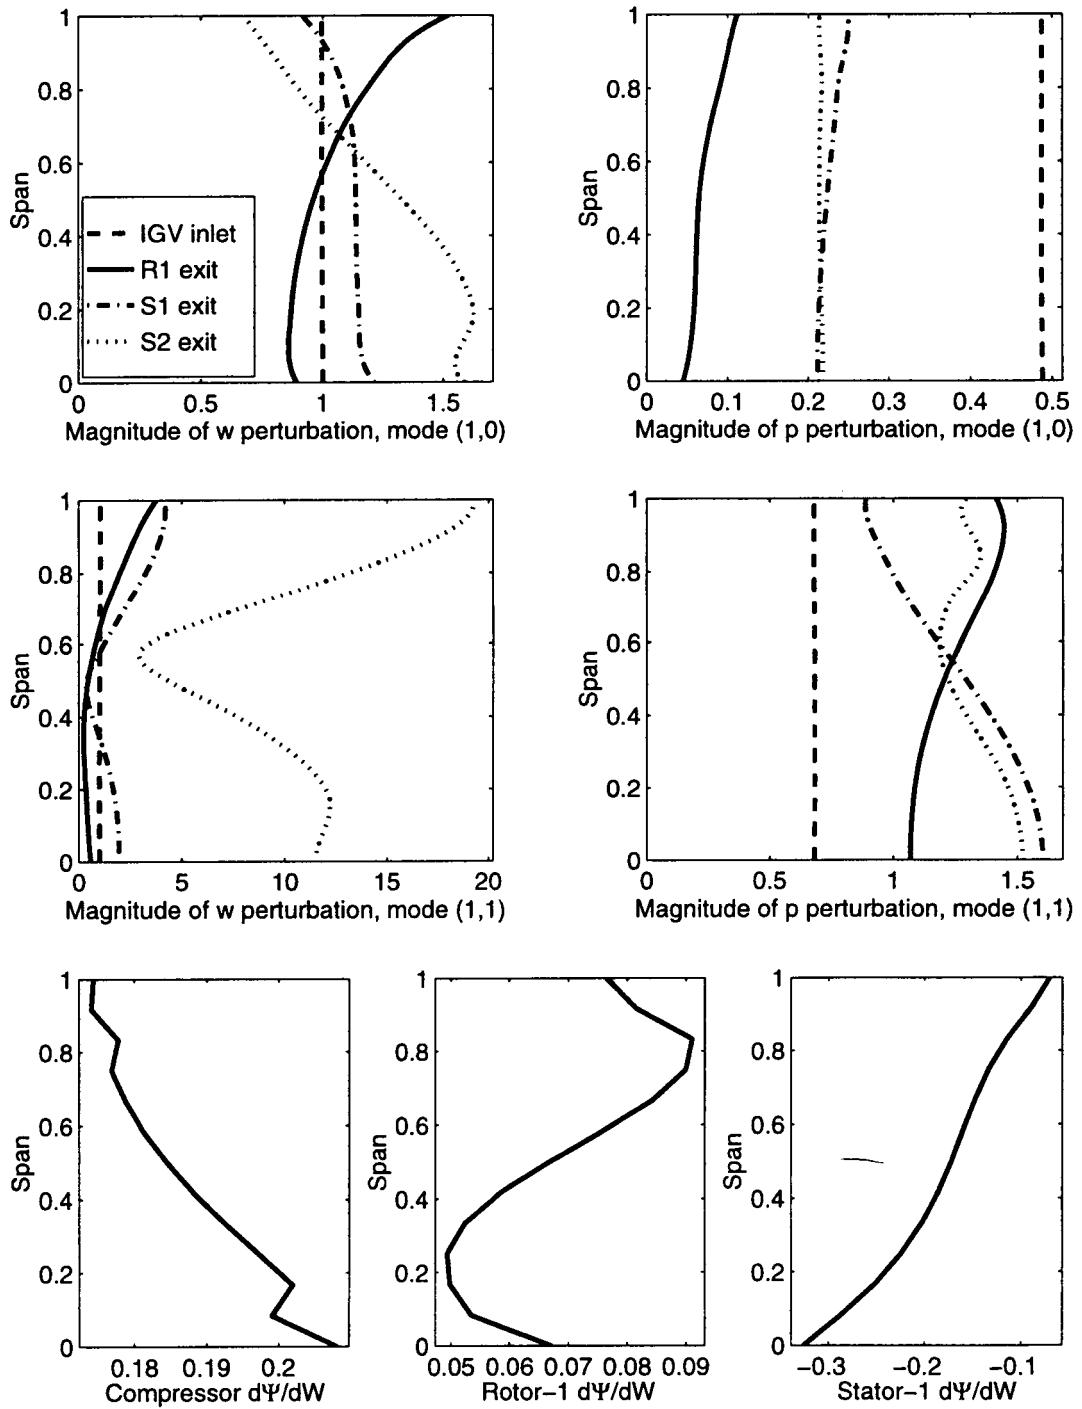 1
0.8
0.6
0.4
0.2
0
Span
IGV inlet
R1 exit
S1 exit
S2 exit
0 0.5 1 1.5
Magnitude of w perturbation, mode (1,0)
1
0.8
0.6
0.4
0.2
0
Span
0 0.1 0.2 0.3 0.4 0.5
Magnitude of p perturbation, mode (1,0)
1
0.8
0.6
0.4
0.2
0
Span
0 5 10 15 20
Magnitude of w perturbation, mode (1,1)
1
0.8
0.6
0.4
0.2
0
Span
0 0.5 1 1.5
Magnitude of p perturbation, mode (1,1)
1
0.8
0.6
0.4
0.2
0
Span
0.18 0.19 0.2
Compressor dΨ/dW
1
0.8
0.6
0.4
0.2
0
Span
0.05 0.06 0.07 0.08 0.09
Rotor−1 dΨ/dW
1
0.8
0.6
0.4
0.2
0
Span
−0.3 −0.2 −0.1
Stator−1 dΨ/dW